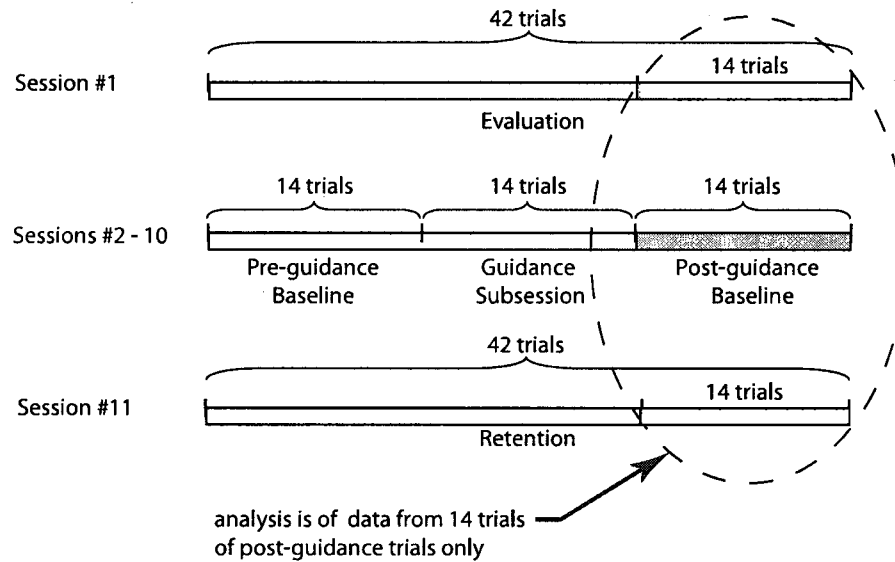 42 trials
Session #1
14 trials
Evaluation
14 trials
14 trials
14 trials
Sessions #2 - 10
Pre-guidance
Baseline
Guidance
Subsession
Post-guidance
Baseline
42 trials
14 trials
Session #11
Retention
analysis is of data from 14 trials
of post-guidance trials only